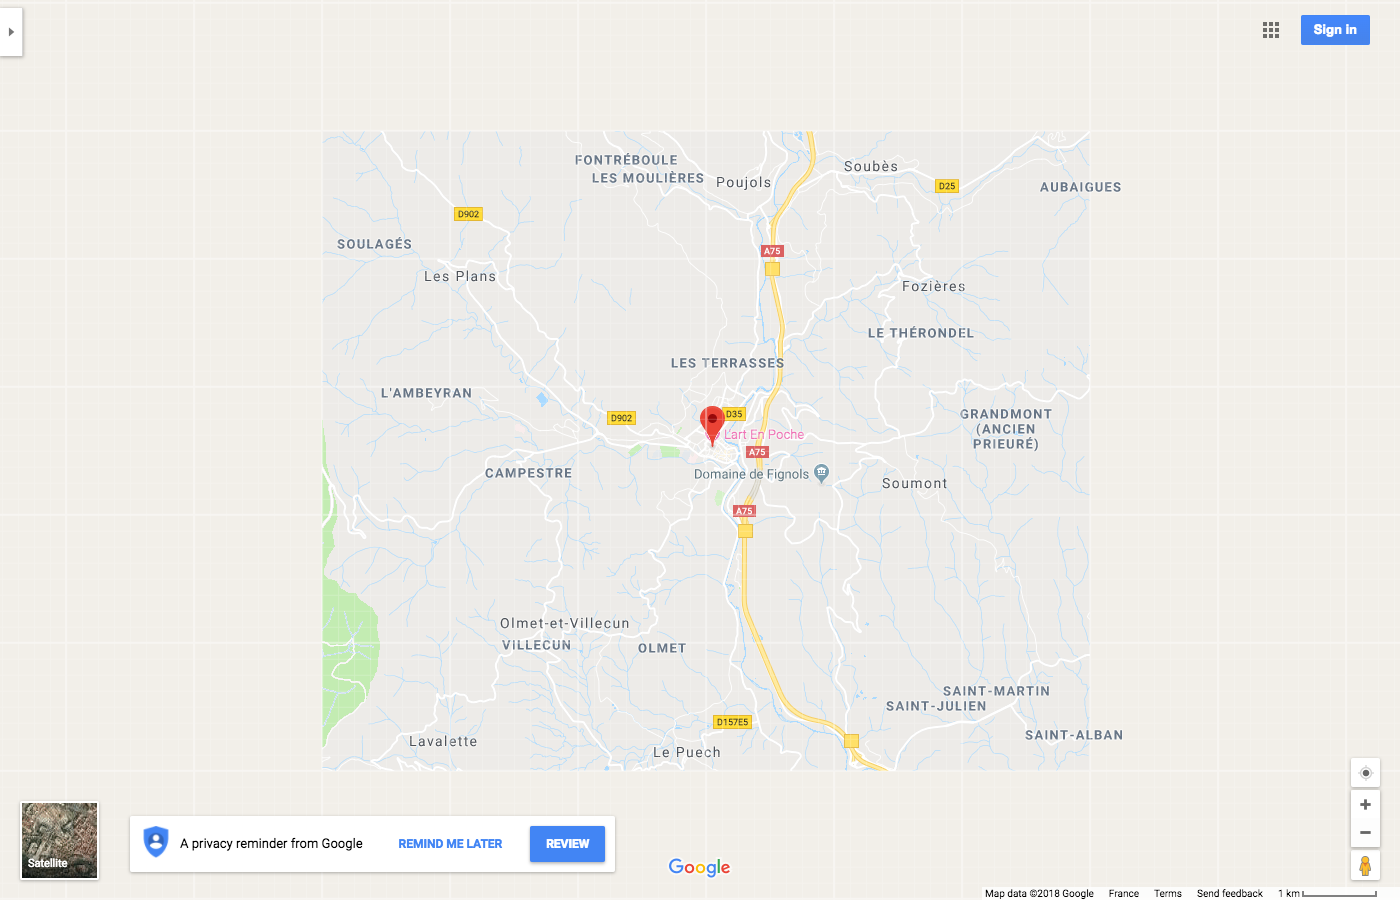 Sign in
FONTRÉBOULE
LES MOULIÈRES
Poujols
Soubès
D25
AUBAIGUES
D902
SOULAGÉS
A75
Les Plans
Fozières
LE THÉRONDEL
LES TERRASSES
L'AMBEYRAN
D902
D35
GRANDMONT
(ANCIEN
PRIEURÉ)
L'art En Poche
A75
CAMPESTRE
Domaine de Fignols
Soumont
A75
Olmet-et-Villecun
VILLECUN
OLMET
SAINT-MARTIN
SAINT-JULIEN
D157E5
SAINT-ALBAN
Lavalette
Le Puech
Satellite
A privacy reminder from Google
REMIND ME LATER
REVIEW
Google
Map data ©2018 Google
France
Terms
Send feedback
1 km